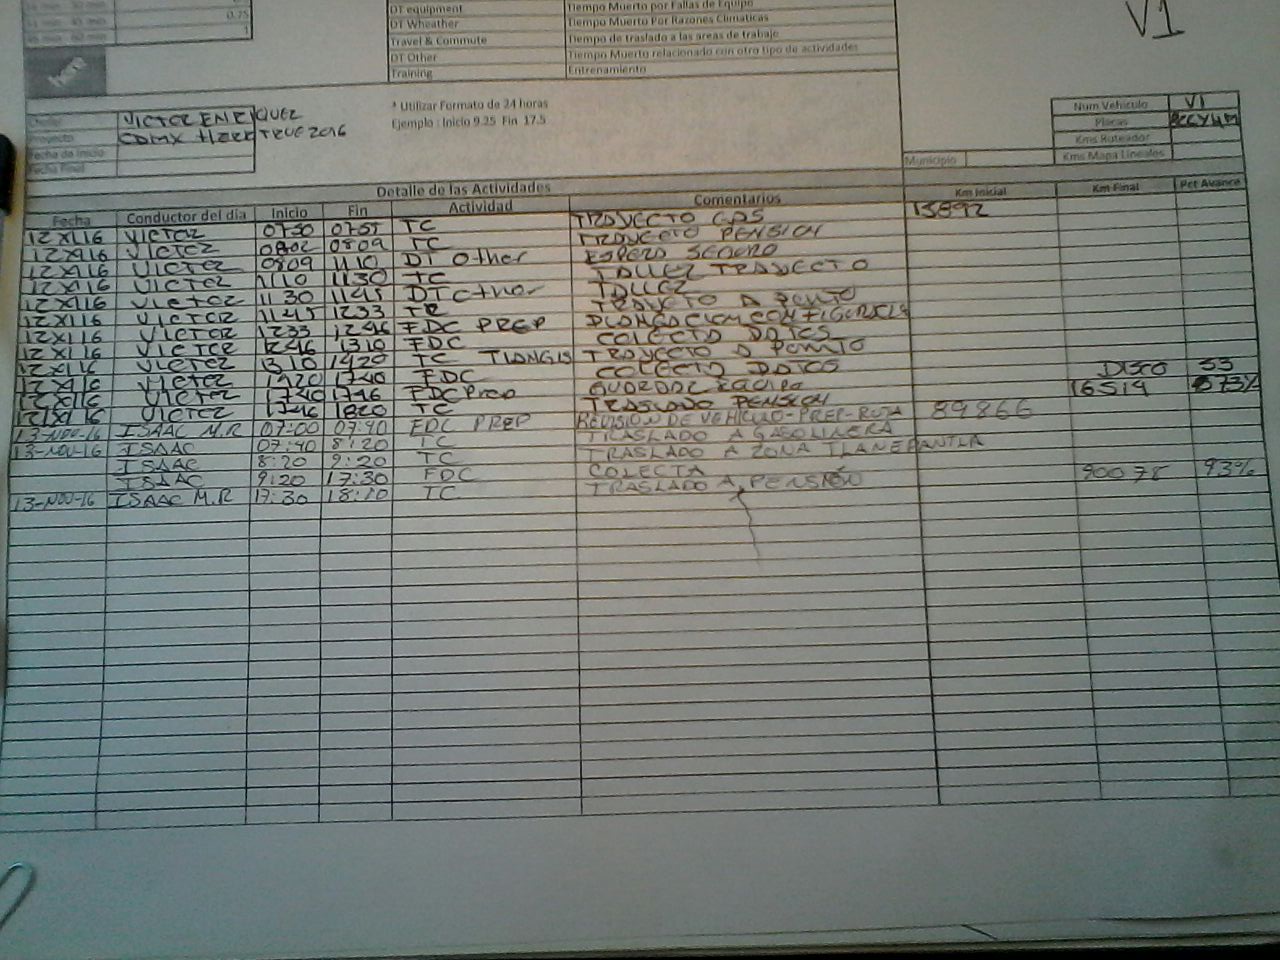 0.75
1
DT equipment Tiempo Muerto por Fallas de Equipo
DT Wheather Tiempo Muerto Por Razones Climaticas
Travel & Commute Tiempo de traslado a las areas de trabajo
DT Other Tiempo Muerto relacionado con otro tipo de actividades
Training Entrenamiento
V1
* Utilizar Formato de 24 horas
Ejemplo : Inicio 9.25 Fin 17.5
VICTOR ENRIQUEZ
Proyecto CDMX HERE TRUE 2016
Fecha de Inicio
Fecha Final
Num Vehiculo V1
Placas
Kms Ruteador
Municipio Kms Mapa Lineales
Detalle de las Actividades
Fecha Conductor del dia Inicio Fin Actividad Comentarios Km Inicial Km Final Pct Avance
12 XI 16 VICTOR 0730 TC TRAYECTO 15892
12 XI 16 VICTOR 0802 0809 TC TRAYECTO PENSION
12 XI 16 VICTOR 0809 1110 DT Other ESPERA SEGURO
12 XI 16 VICTOR 1110 1130 TC TALLER TRAYECTO
12 XI 16 VICTOR 1130 1145 DT other TALLER
12 XI 16 VICTOR 1145 1233 TRAYECTO A PUNTO
12 XI 16 VICTOR 1233 1246 FDC PREP
12 XI 16 VICTOR 1246 1310 FDC COLECTA DATOS
12 XI 16 VICTOR 1310 1420 TC TIANGIS TRAYECTO A PUNTO
12 XI 16 VICTOR 1420 1740 FDC COLECTA DATOS DISCO 53
12 XI 16 VICTOR 1740 1746 FDC Prep GUARDAR Equipo 16519
12 XI 16 VICTOR 1746 1820 TC TRASLADO PENSION
13-NOV-16 ISAAC M.R 07:00 07:40 FDC PREP REVISION DE VEHICULO-PREP-RUTA 89866
13-NOV-16 ISAAC 07:40 8:20 TC TRASLADO A GASOLINERA
ISAAC 8:20 9:20 TC TRASLADO A ZONA TLANEPANTLA
ISAAC 9:20 17:30 FDC COLECTA 90078 93%
13-NOV-16 ISAAC M.R 17:30 18:20 TC TRASLADO A PENSIÓN